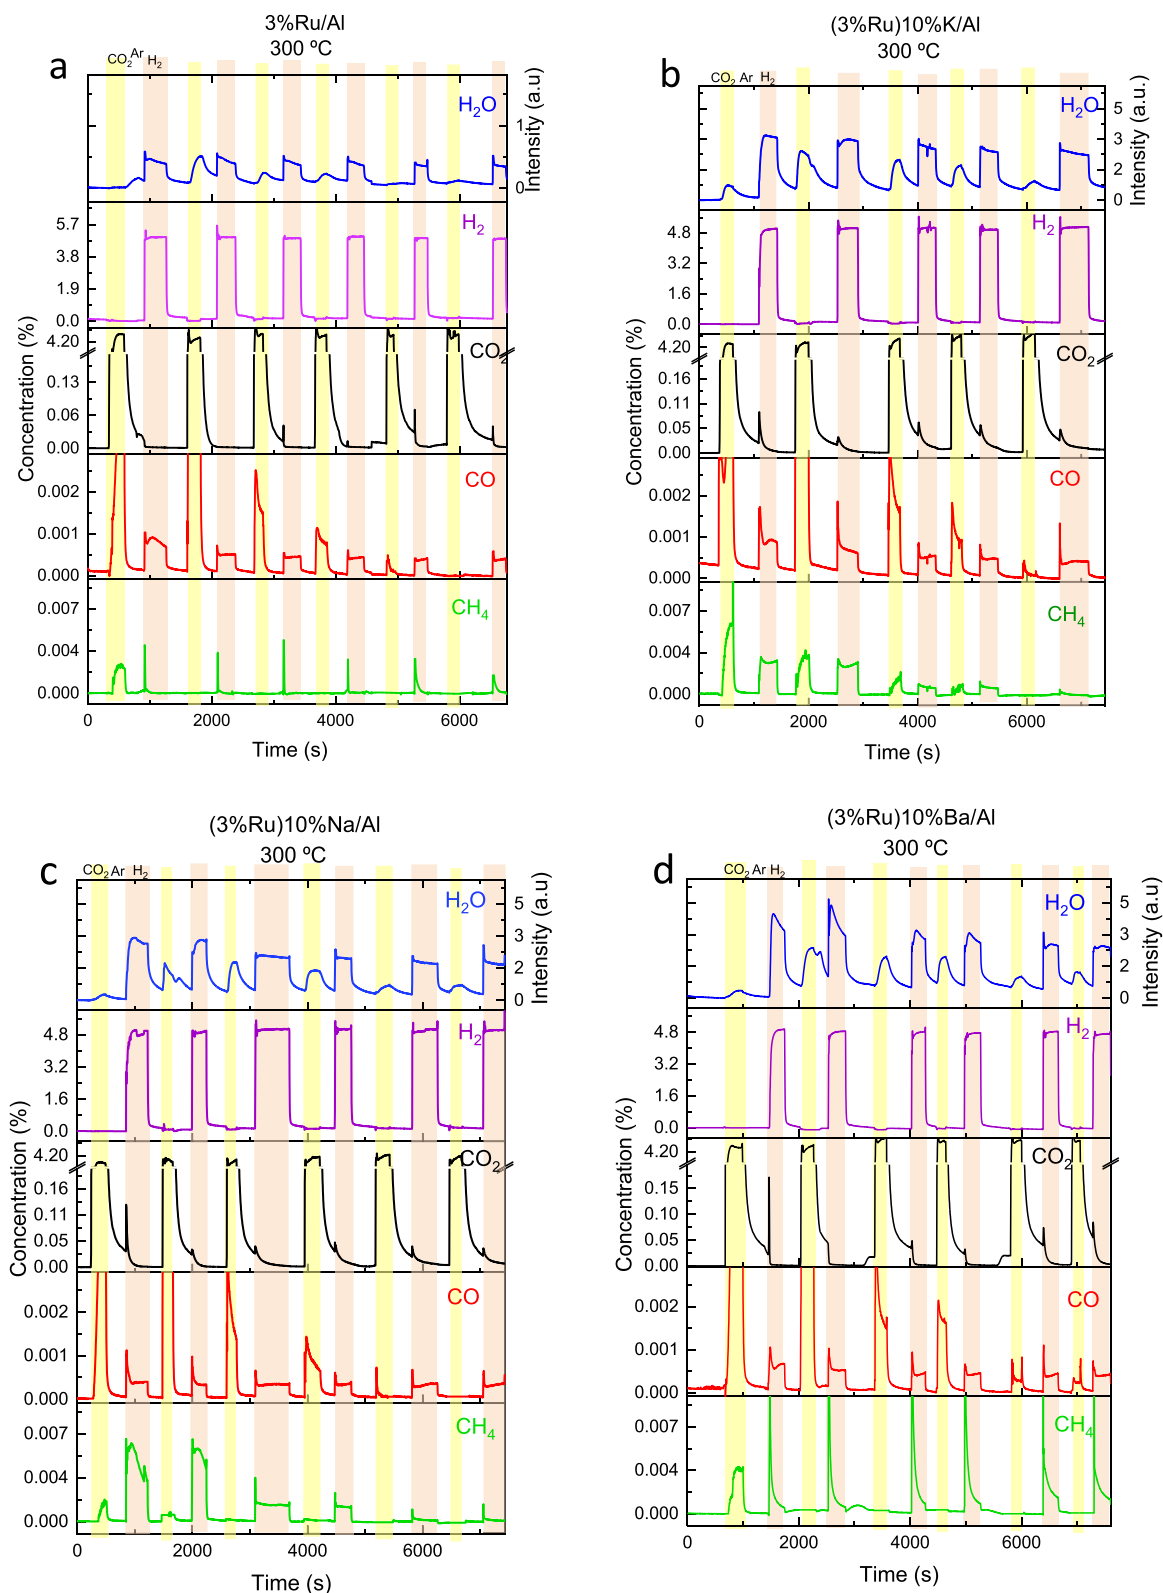 3%Ru/Al
300 ºC
a
CO₂ Ar H₂
H₂O
1
0
Intensity (a.u)
H₂
5.7
3.8
1.9
0.0
CO₂
4.20
0.13
0.06
0.00
Concentration (%)
CO
0.002
0.001
0.000
CH₄
0.007
0.004
0.000
0 2000 4000 6000
Time (s)
(3%Ru)10%K/Al
300 ºC
b
CO₂ Ar H₂
H₂O
5
3
2
0
Intensity (a.u.)
H₂
4.8
3.2
1.6
0.0
CO₂
4.20
0.16
0.11
0.05
0.00
Concentration (%)
CO
0.002
0.001
0.000
CH₄
0.007
0.004
0.000
0 2000 4000 6000
Time (s)
(3%Ru)10%Na/Al
300 ºC
c
CO₂ Ar H₂
H₂O
5
3
2
0
Intensity (a.u)
H₂
4.8
3.2
1.6
0.0
CO₂
4.20
0.16
0.11
0.05
0.00
Concentration (%)
CO
0.002
0.001
0.000
CH₄
0.007
0.004
0.000
0 2000 4000 6000
Time (s)
(3%Ru)10%Ba/Al
300 ºC
d
CO₂ Ar H₂
H₂O
5
3
2
0
Intensity (a.u)
H₂
4.8
3.2
1.6
0.0
CO₂
4.20
0.15
0.10
0.05
0.00
Concentration (%)
CO
0.002
0.001
0.000
CH₄
0.007
0.004
0.000
0 2000 4000 6000
Time (s)